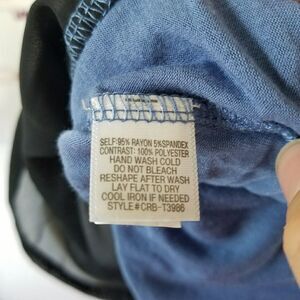 SELF:95% RAYON 5%SPANDEX
CONTRAST: 100% POLYESTER
HAND WASH COLD
DO NOT BLEACH
RESHAPE AFTER WASH
LAY FLAT TO DRY
COOL IRON IF NEEDED
STYLE#CRB-T3986